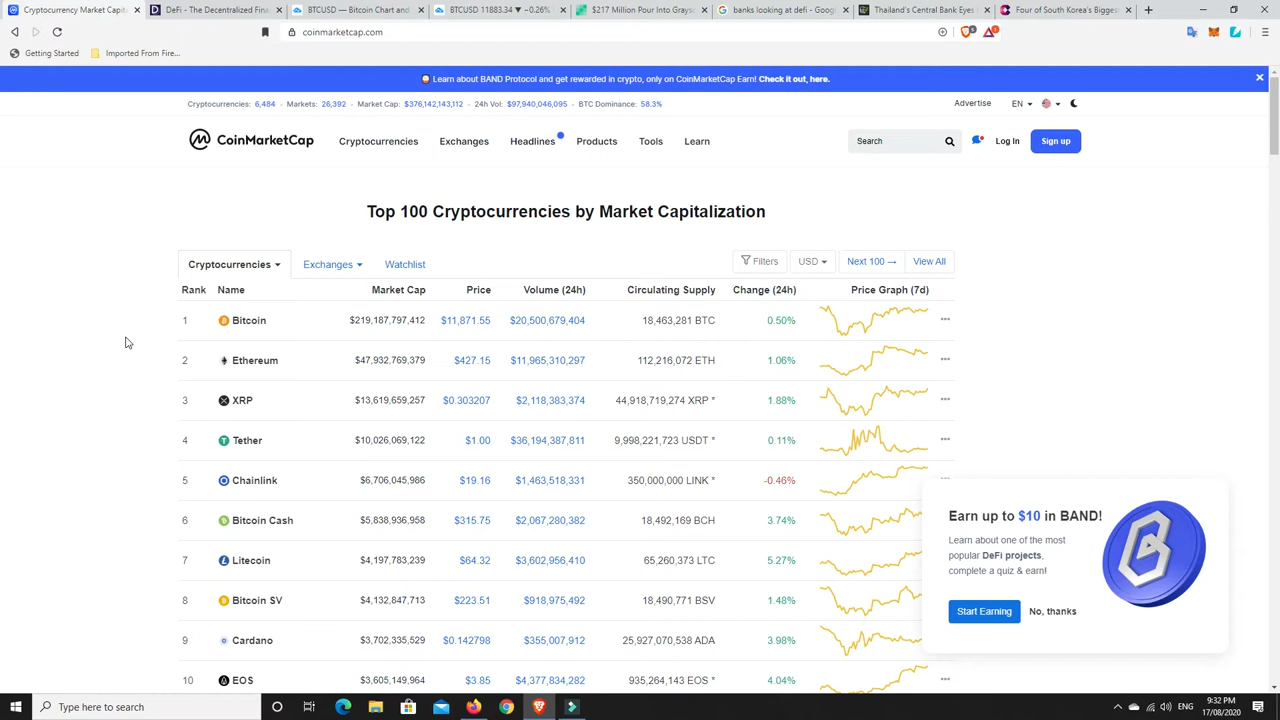 Cryptocurrency Market Capitaliz
DeFi - The Decentralized Finan
BTCUSD — Bitcoin Chart and
BTCUSD 11883.34 ▼ −0.26%
$217 Million Pour Into Graysc
banks looking at defi - Googl
Thailand's Central Bank Eyes
Four of South Korea's Biggest
coinmarketcap.com
Getting Started
Imported From Fire...
Learn about BAND Protocol and get rewarded in crypto, only on CoinMarketCap Earn! Check it out, here.
Cryptocurrencies: 6,484 · Markets: 26,392 · Market Cap: $376,142,143,112 · 24h Vol: $97,940,046,095 · BTC Dominance: 58.3%
Advertise EN
CoinMarketCap
Cryptocurrencies Exchanges Headlines Products Tools Learn
Search
Log In
Sign up
Top 100 Cryptocurrencies by Market Capitalization
Cryptocurrencies Exchanges Watchlist
Filters USD Next 100 → View All
Rank Name Market Cap Price Volume (24h) Circulating Supply Change (24h) Price Graph (7d)
1 Bitcoin $219,187,797,412 $11,871.55 $20,500,679,404 18,463,281 BTC 0.50%
2 Ethereum $47,932,769,379 $427.15 $11,965,310,297 112,216,072 ETH 1.06%
3 XRP $13,619,659,257 $0.303207 $2,118,383,374 44,918,719,274 XRP * 1.88%
4 Tether $10,026,069,122 $1.00 $36,194,387,811 9,998,221,723 USDT * 0.11%
5 Chainlink $6,706,045,986 $19.16 $1,463,518,331 350,000,000 LINK * -0.46%
6 Bitcoin Cash $5,838,936,958 $315.75 $2,067,280,382 18,492,169 BCH 3.74%
7 Litecoin $4,197,783,239 $64.32 $3,602,956,410 65,260,373 LTC 5.27%
8 Bitcoin SV $4,132,847,713 $223.51 $918,975,492 18,490,771 BSV 1.48%
9 Cardano $3,702,335,529 $0.142798 $355,007,912 25,927,070,538 ADA 3.98%
10 EOS $3,605,149,964 $3.85 $4,377,834,282 935,264,143 EOS * 4.04%
Earn up to $10 in BAND!
Learn about one of the most
popular DeFi projects,
complete a quiz & earn!
Start Earning
No, thanks
Type here to search
ENG
9:32 PM
17/08/2020